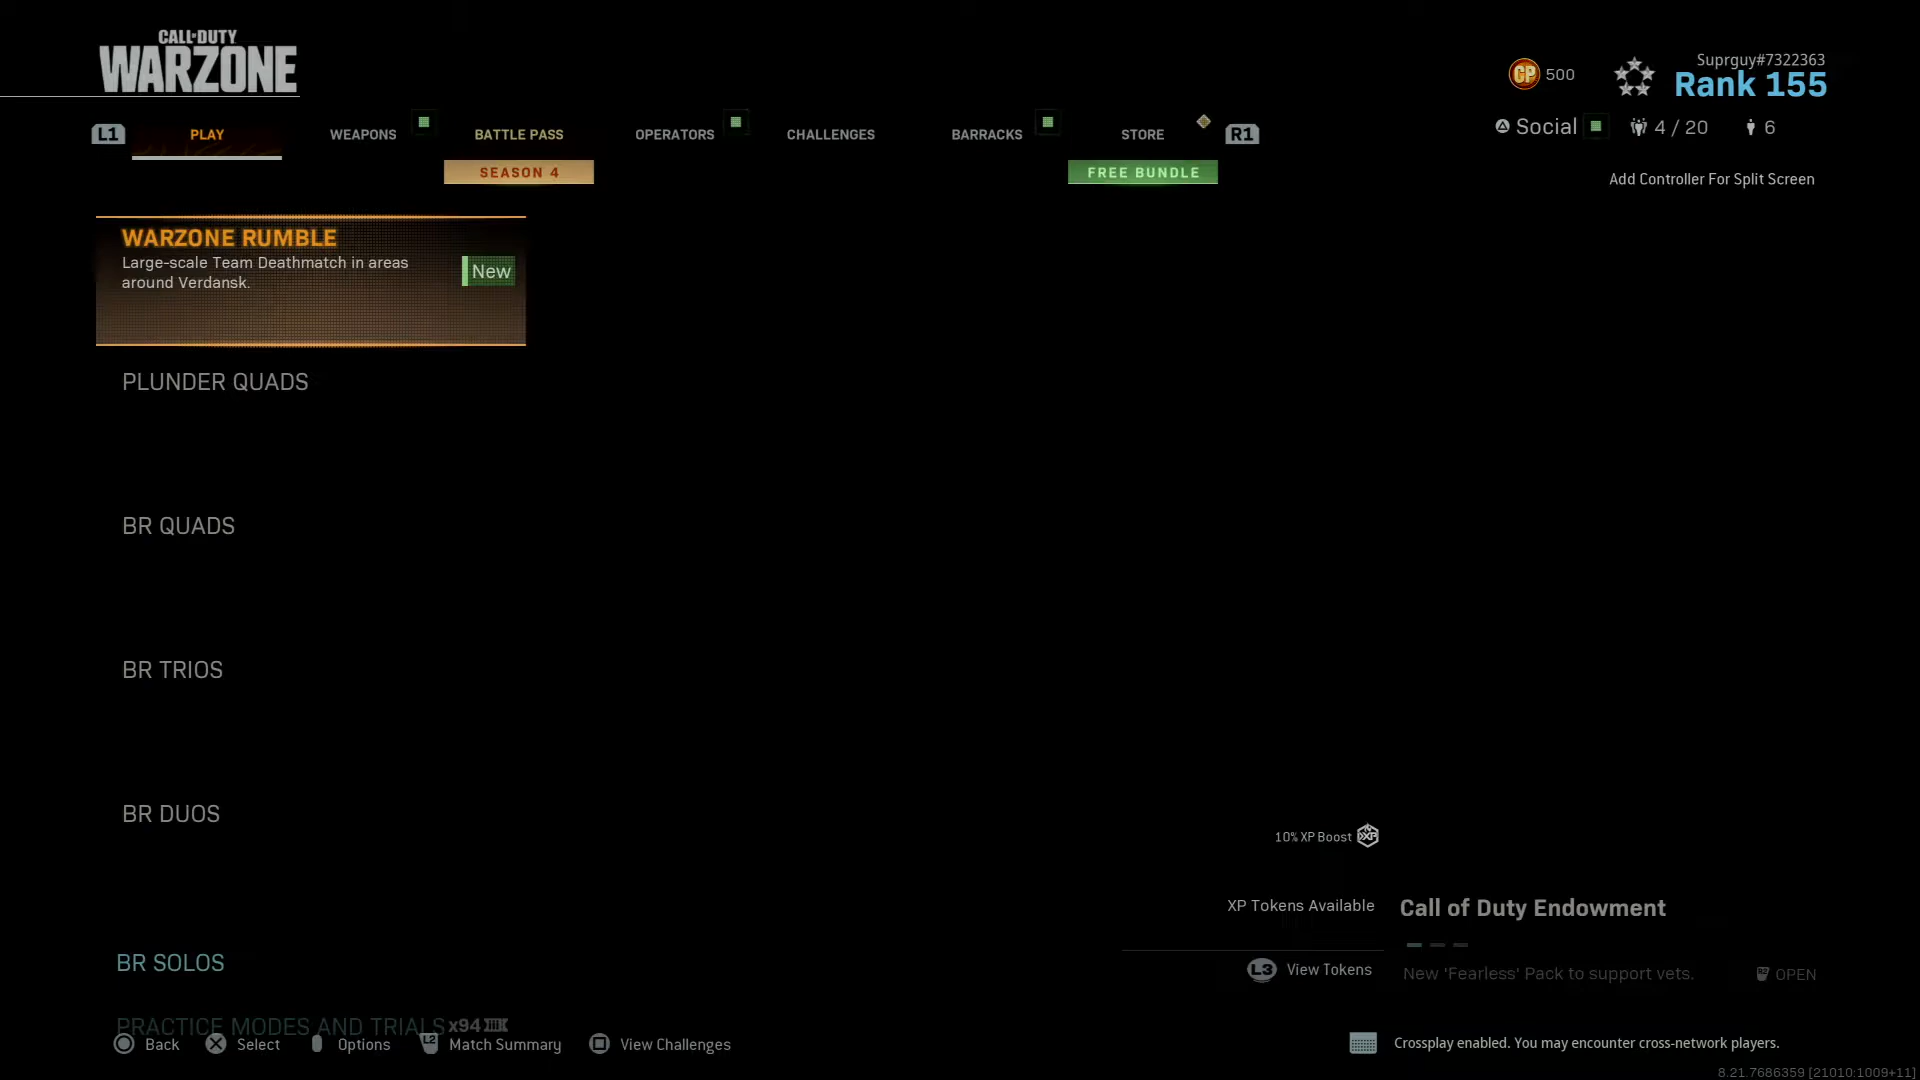 CALL OF DUTY
WARZONE
CP 500
Suprguy#7322363
Rank 155
L1 PLAY WEAPONS BATTLE PASS OPERATORS CHALLENGES BARRACKS STORE R1
Social 4 / 20 6
SEASON 4
FREE BUNDLE
Add Controller For Split Screen
WARZONE RUMBLE
Large-scale Team Deathmatch in areas
around Verdansk.
New
PLUNDER QUADS
BR QUADS
BR TRIOS
BR DUOS
10% XP Boost
XP Tokens Available
Call of Duty Endowment
BR SOLOS
L3 View Tokens
New 'Fearless' Pack to support vets.
OPEN
PRACTICE MODES AND TRIALS x94
Back Select Options L2 Match Summary View Challenges
Crossplay enabled. You may encounter cross-network players.
8.21.7686359 [21010:1009+11]